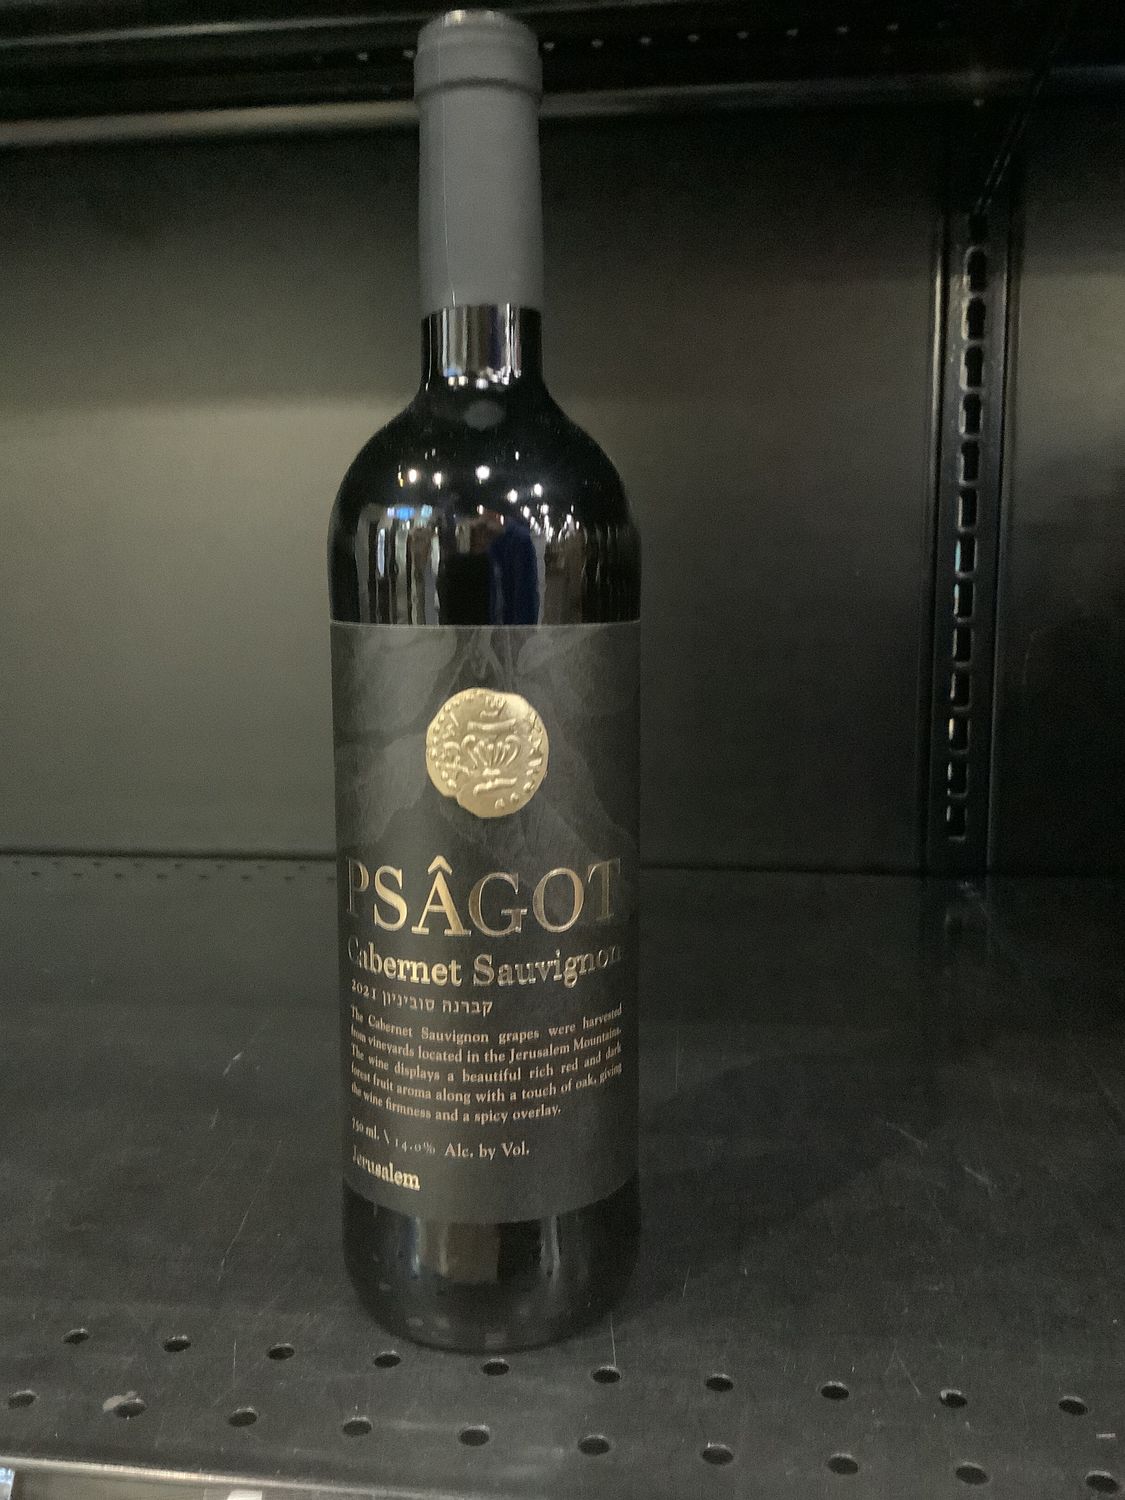 PSÂGOT
Cabernet Sauvignon
2021 קברנה סוביניון
The Cabernet Sauvignon grapes were harvested
from vineyards located in the Jerusalem Mountains.
The wine displays a beautiful rich red and dark
forest fruit aroma along with a touch of oak, giving
the wine firmness and a spicy overlay.
750 ml. \ 14.0% Alc. by Vol.
Jerusalem